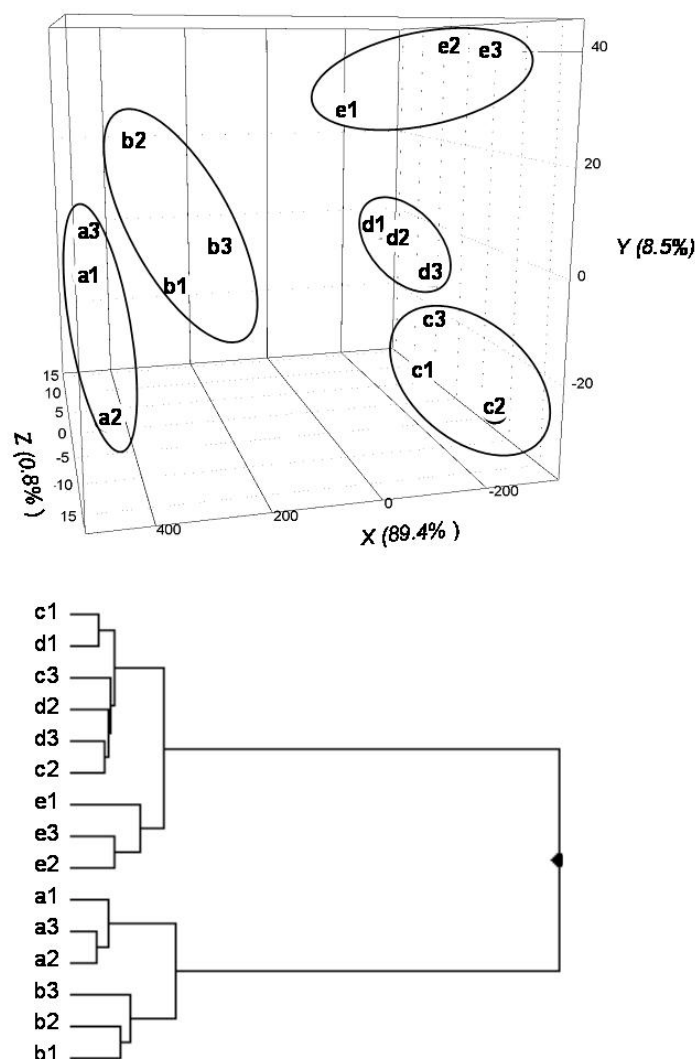 40
e2 e3
e1
b2
20
a3
d1 d2
b3
Y (8.5%)
a1
b1
d3
0
c3
15
10
5
0
-5
-10
15
c1
-20
a2
c2
Z (0.8%)
400
200
0
-200
X (89.4% )
c1
d1
c3
d2
d3
c2
e1
e3
e2
a1
a3
a2
b3
b2
b1